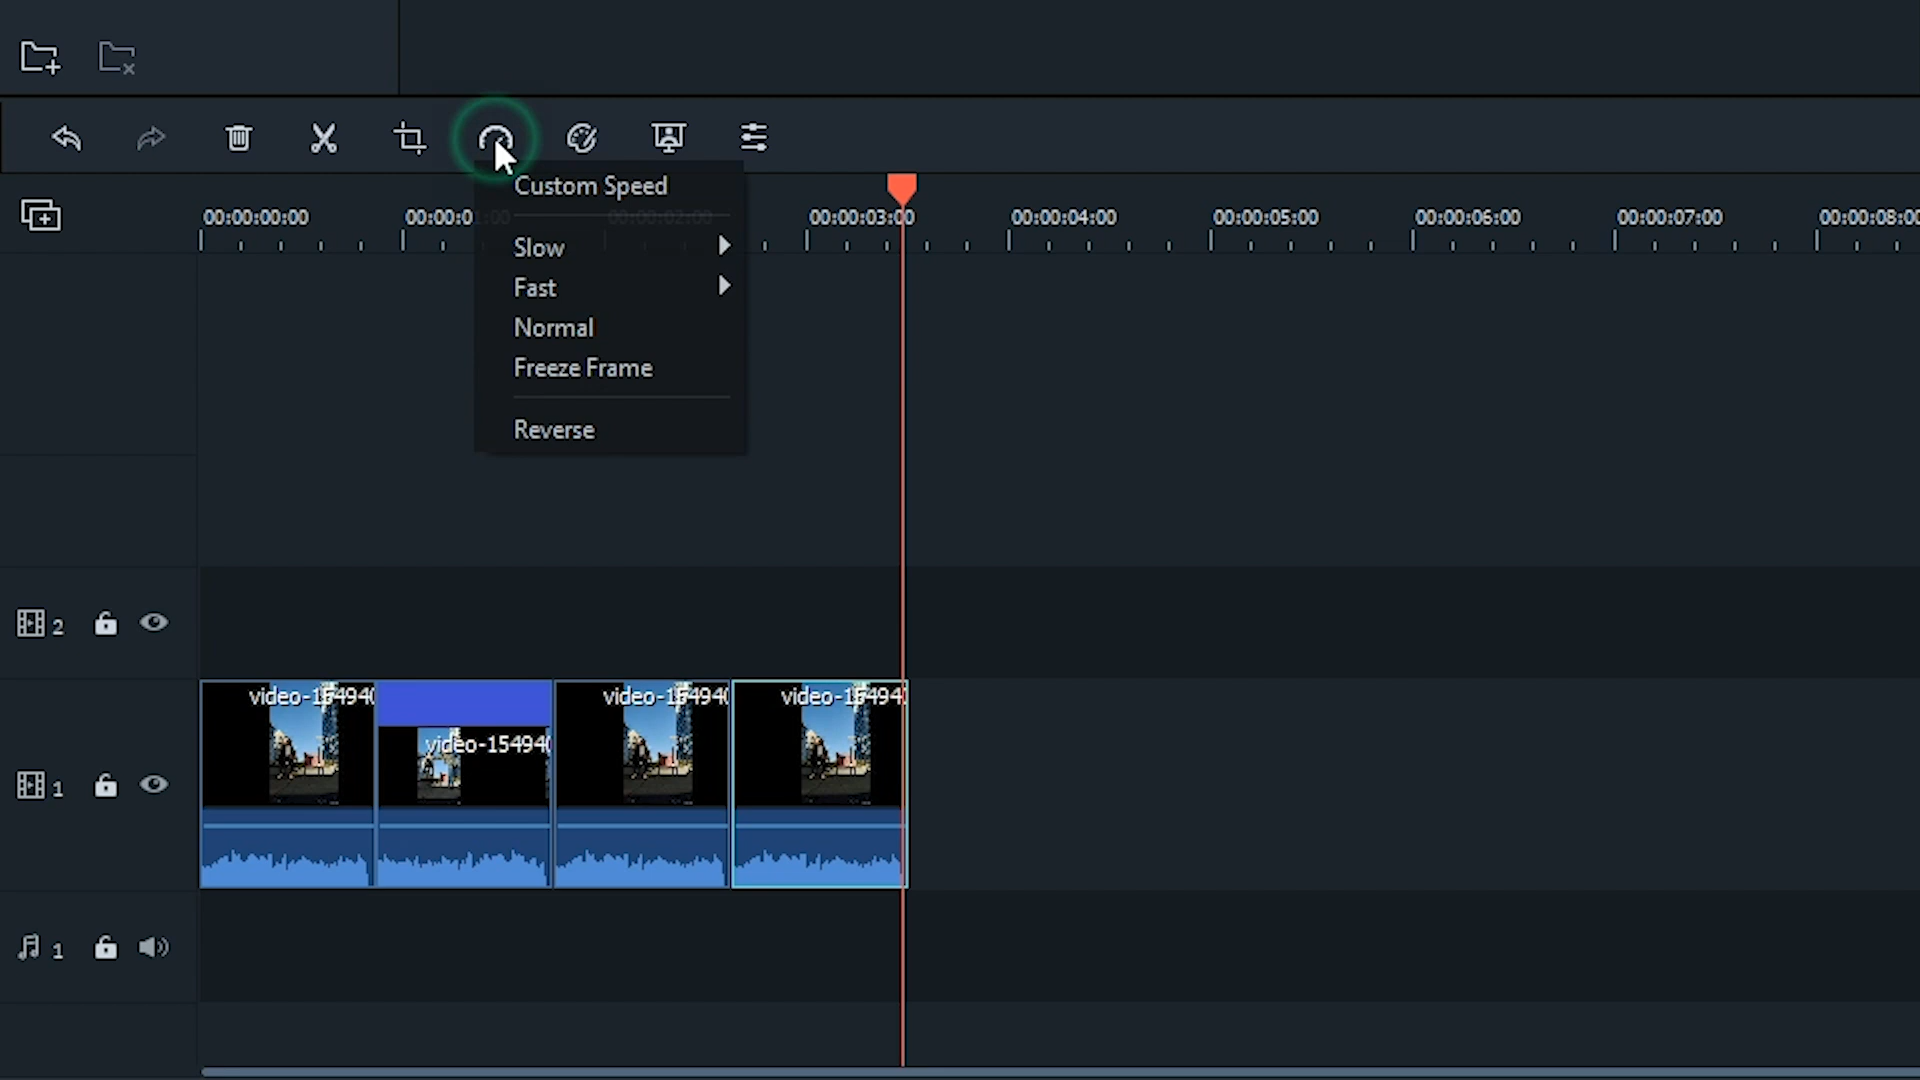 Custom Speed
00:00:00:00 00:00:01:00 00:00:02:00 00:00:03:00 00:00:04:00 00:00:05:00 00:00:06:00 00:00:07:00 00:00:08:00
Slow
Fast
Normal
Freeze Frame
Reverse
2
video-154940 video-154940 video-154940 video-15494
1
1